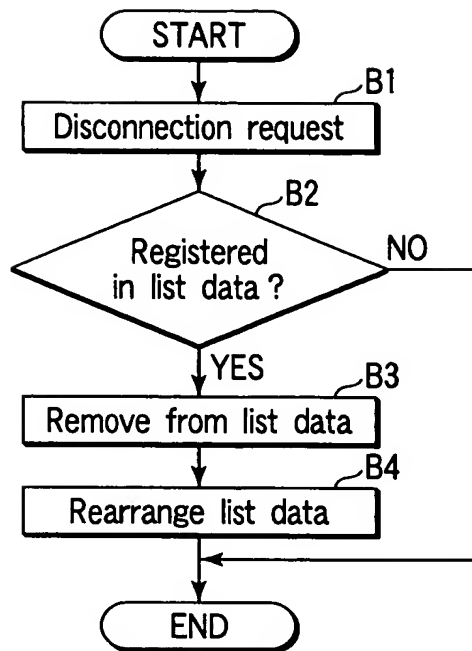 START
B1
Disconnection request
B2
Registered
in list data?
NO
YES
B3
Remove from list data
B4
Rearrange list data
END